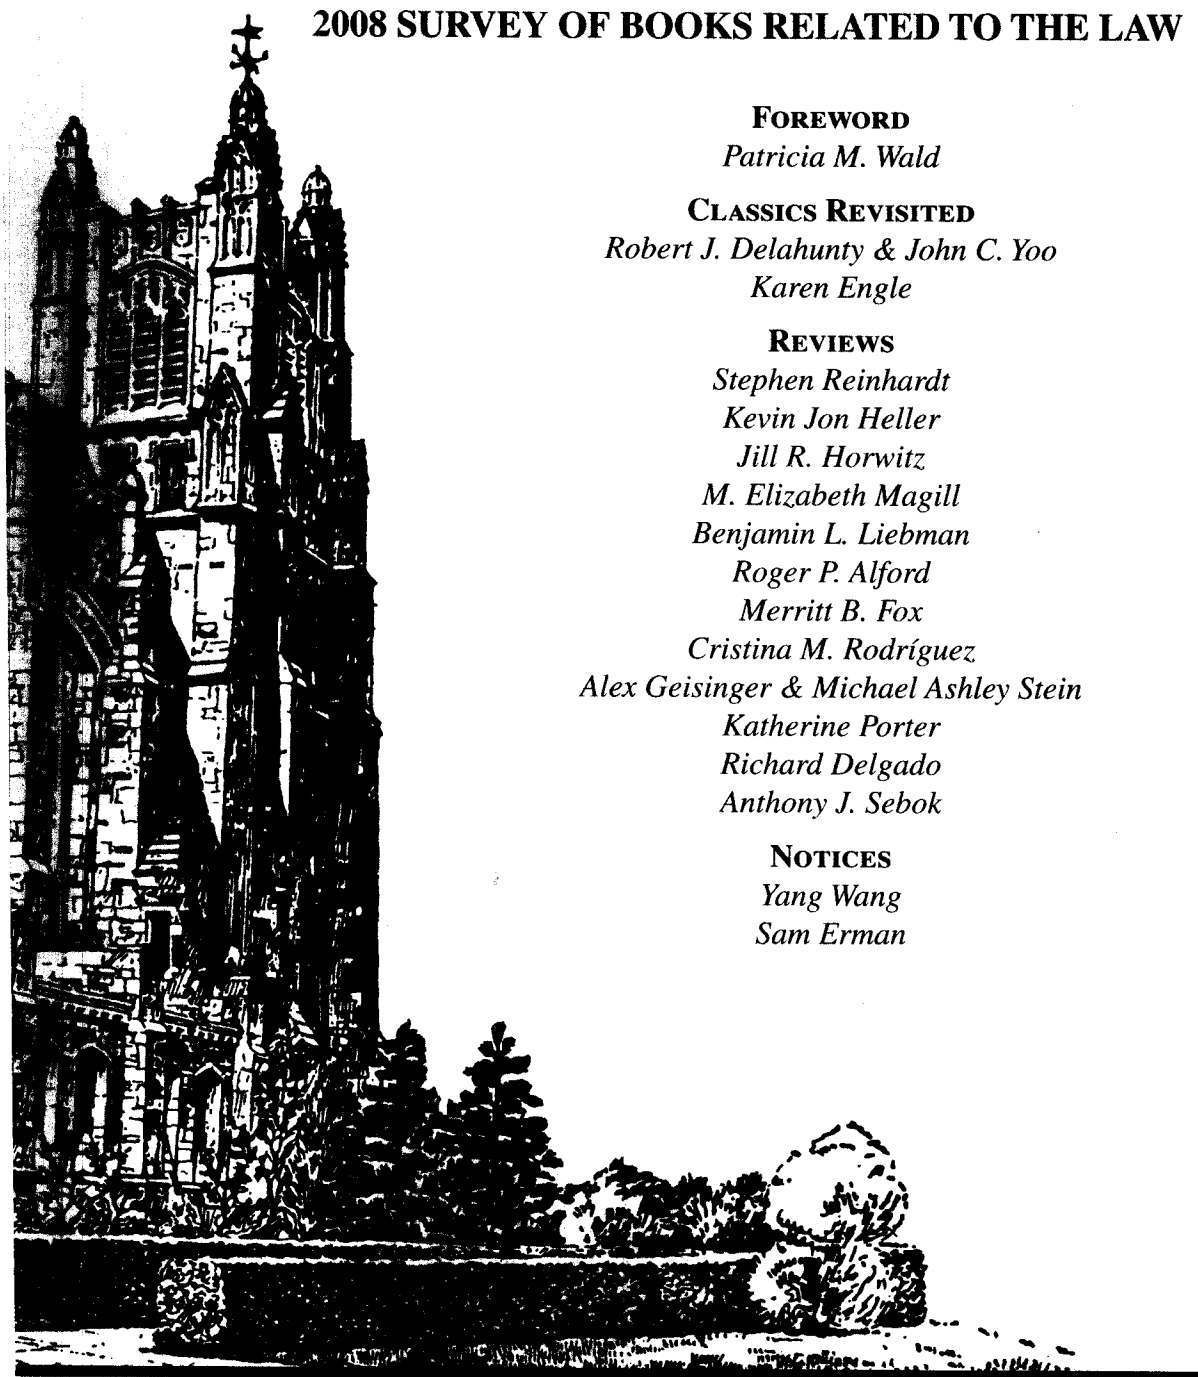 2008 SURVEY OF BOOKS RELATED TO THE LAW
FOREWORD
Patricia M. Wald
CLASSICS REVISITED
Robert J. Delahunty & John C. Yoo
Karen Engle
REVIEWS
Stephen Reinhardt
Kevin Jon Heller
Jill R. Horwitz
M. Elizabeth Magill
Benjamin L. Liebman
Roger P. Alford
Merritt B. Fox
Cristina M. Rodríguez
Alex Geisinger & Michael Ashley Stein
Katherine Porter
Richard Delgado
Anthony J. Sebok
NOTICES
Yang Wang
Sam Erman